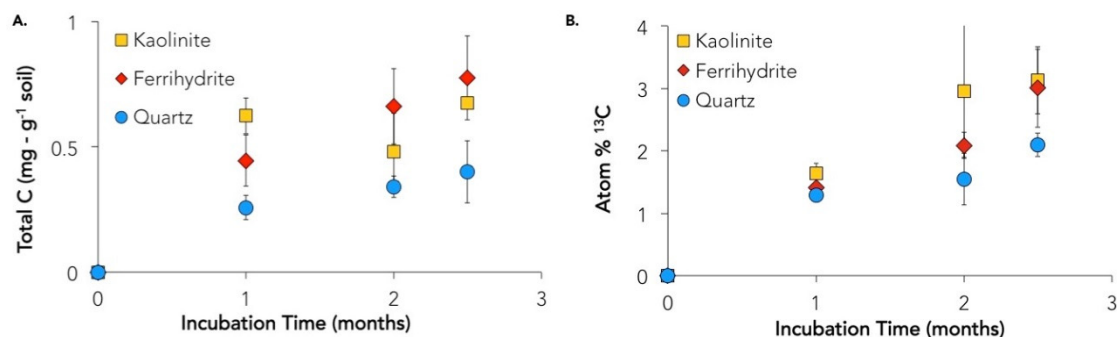 A.
Total C (mg - g⁻¹ soil)
1
0.5
0
Kaolinite
Ferrihydrite
Quartz
0 1 2 3
Incubation Time (months)
B.
Atom % ¹³C
4
3
2
1
0
Kaolinite
Ferrihydrite
Quartz
0 1 2 3
Incubation Time (months)